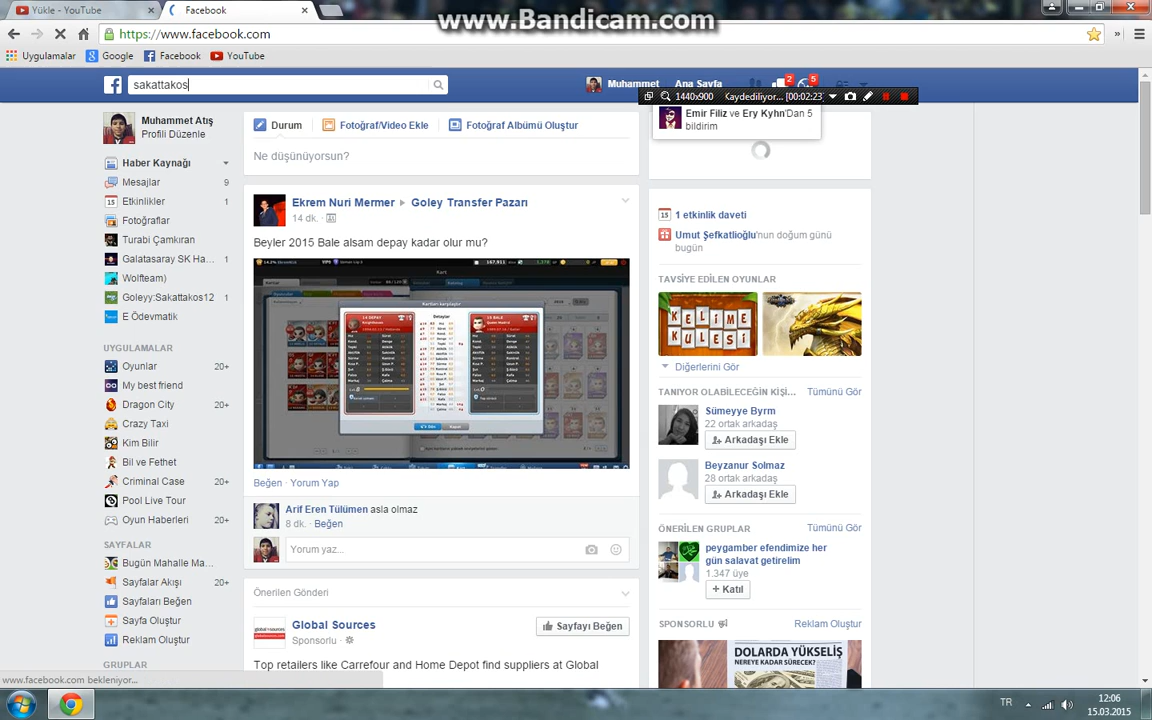 www.Bandicam.com
Yükle - YouTube
Facebook
https://www.facebook.com
Uygulamalar
Google
Facebook
YouTube
sakattakos
Muhammet
Ana Sayfa
2
5
1440x900
Kaydediliyor... [00:02:23]
Emir Filiz ve Ery Kyhn'Dan 5
bildirim
Muhammet Atış
Profili Düzenle
Haber Kaynağı
Mesajlar 9
Etkinlikler 1
Fotoğraflar
Turabi Çamkıran
Galatasaray SK Ha... 1
Wolfteam)
Goleyy:Sakattakos12 1
E Ödevmatik
UYGULAMALAR
Oyunlar 20+
My best friend
Dragon City 20+
Crazy Taxi
Kim Bilir
Bil ve Fethet
Criminal Case 20+
Pool Live Tour
Oyun Haberleri 20+
SAYFALAR
Bugün Mahalle Ma...
Sayfalar Akışı 20+
Sayfaları Beğen
Sayfa Oluştur
Reklam Oluştur
GRUPLAR
Durum
Fotoğraf/Video Ekle
Fotoğraf Albümü Oluştur
Ne düşünüyorsun?
Ekrem Nuri Mermer
Goley Transfer Pazarı
14 dk.
Beyler 2015 Bale alsam depay kadar olur mu?
Beğen · Yorum Yap
Arif Eren Tülümen asla olmaz
8 dk. · Beğen
Yorum yaz...
Önerilen Gönderi
Global Sources
Sponsorlu ·
Sayfayı Beğen
Top retailers like Carrefour and Home Depot find suppliers at Global
15
1 etkinlik daveti
Umut Şefkatlioğlu'nun doğum günü
bugün
TAVSİYE EDİLEN OYUNLAR
KELİME
KULESİ
Diğerlerini Gör
TANIYOR OLABİLECEĞİN KİŞİ...
Tümünü Gör
Sümeyye Byrm
22 ortak arkadaş
Arkadaşı Ekle
Beyzanur Solmaz
28 ortak arkadaş
Arkadaşı Ekle
ÖNERİLEN GRUPLAR
Tümünü Gör
peygamber efendimize her
gün salavat getirelim
1.347 üye
+ Katıl
SPONSORLU
Reklam Oluştur
DOLARDA YÜKSELİŞ
NEREYE KADAR SÜRECEK?
www.facebook.com bekleniyor...
TR
12:06
15.03.2015